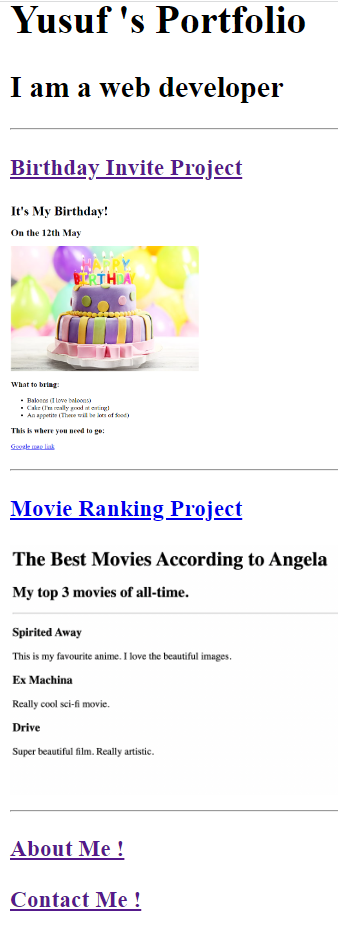 Yusuf 's Portfolio
I am a web developer
Birthday Invite Project
It's My Birthday!
On the 12th May
HAPPY
BIRTHDAY
What to bring:
Baloons (I love baloons)
Cake (I'm really good at eating)
An appetite (There will be lots of food)
This is where you need to go:
Google map link
Movie Ranking Project
The Best Movies According to Angela
My top 3 movies of all-time.
Spirited Away
This is my favourite anime. I love the beautiful images.
Ex Machina
Really cool sci-fi movie.
Drive
Super beautiful film. Really artistic.
About Me !
Contact Me !